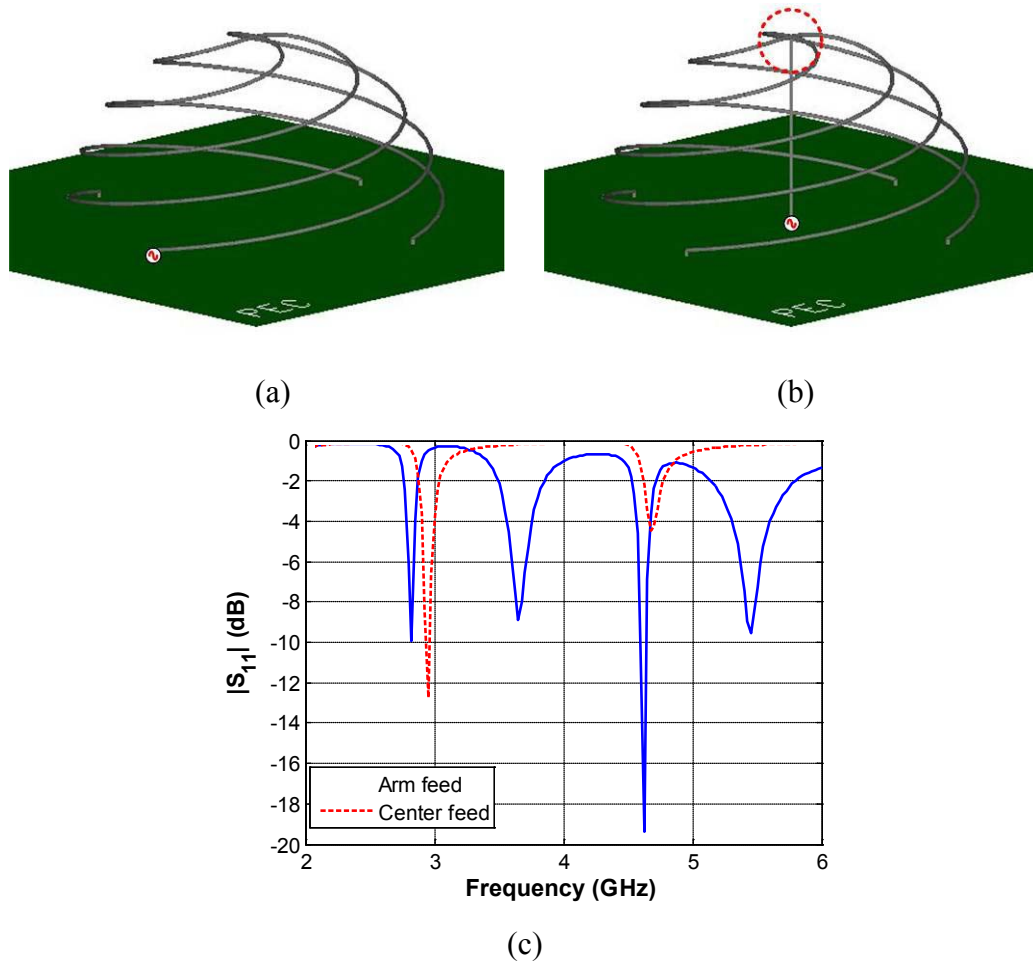 PEC
PEC
(a)
(b)
|S11| (dB)
0
-2
-4
-6
-8
-10
-12
-14
-16
-18
-20
Arm feed
Center feed
2
3
4
5
6
Frequency (GHz)
(c)